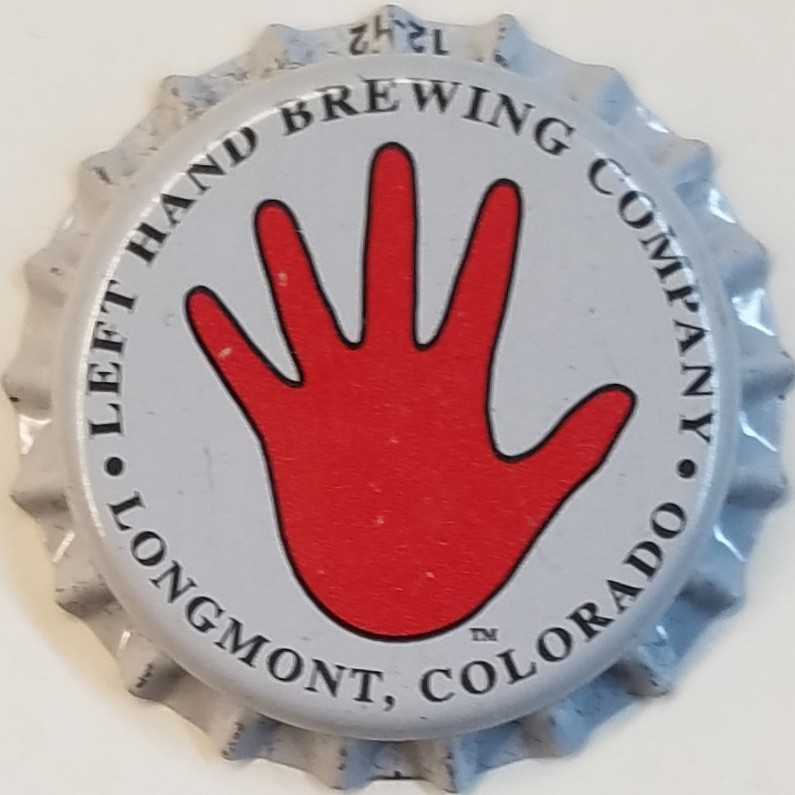 LEFT HAND BREWING COMPANY
• LONGMONT, COLORADO •
TM